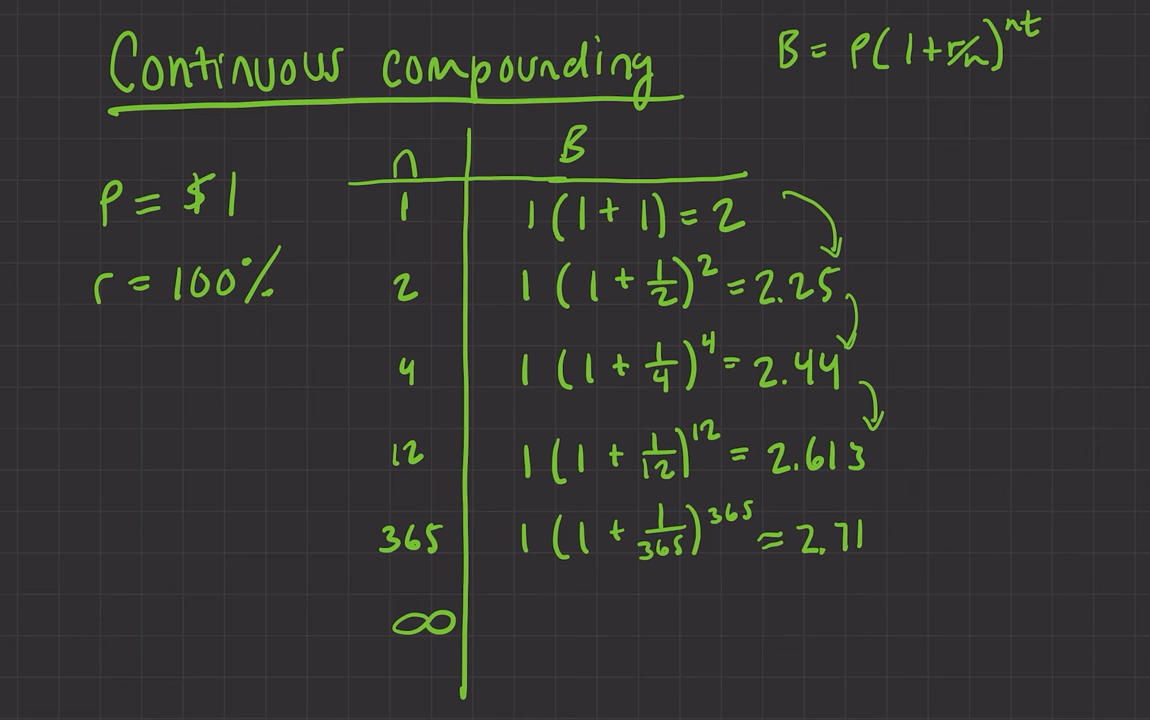 Continuous compounding
B = P(1+r/n)^nt
n B
P = $1
1 1(1+1) = 2
r = 100%
2 1(1+1/2)^2 = 2.25
4 1(1+1/4)^4 = 2.44
12 1(1+1/12)^12 = 2.613
365 1(1+1/365)^365 ≈ 2.71
∞